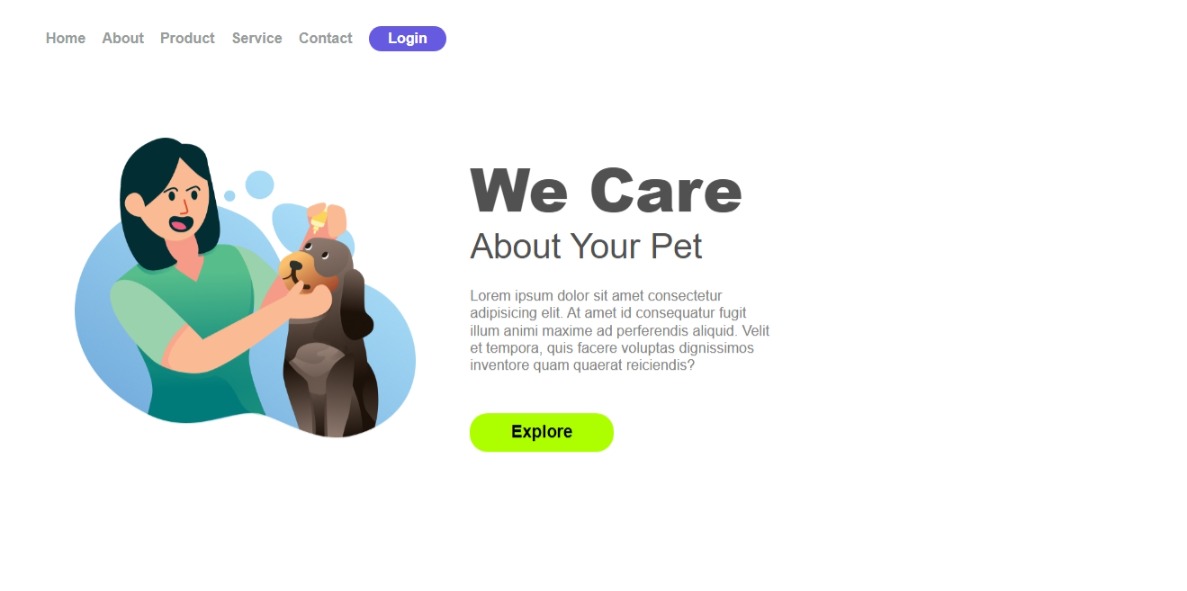 Home About Product Service Contact Login
We Care
About Your Pet
Lorem ipsum dolor sit amet consectetur
adipisicing elit. At amet id consequatur fugit
illum animi maxime ad perferendis aliquid. Velit
et tempora, quis facere voluptas dignissimos
inventore quam quaerat reiciendis?
Explore